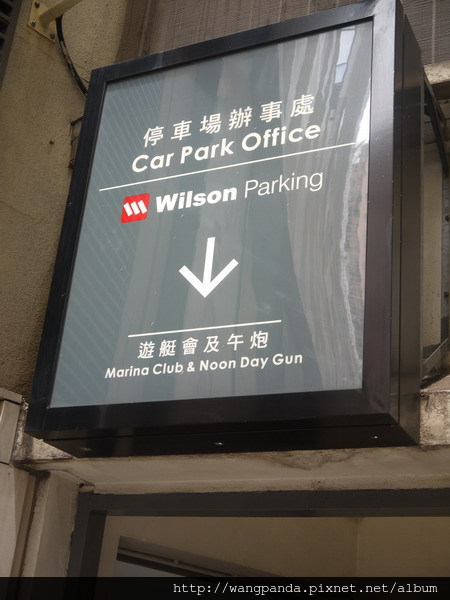 停車場辦事處
Car Park Office
Wilson Parking
遊艇會及午炮
Marina Club & Noon Day Gun
http://wangpanda.pixnet.net/album